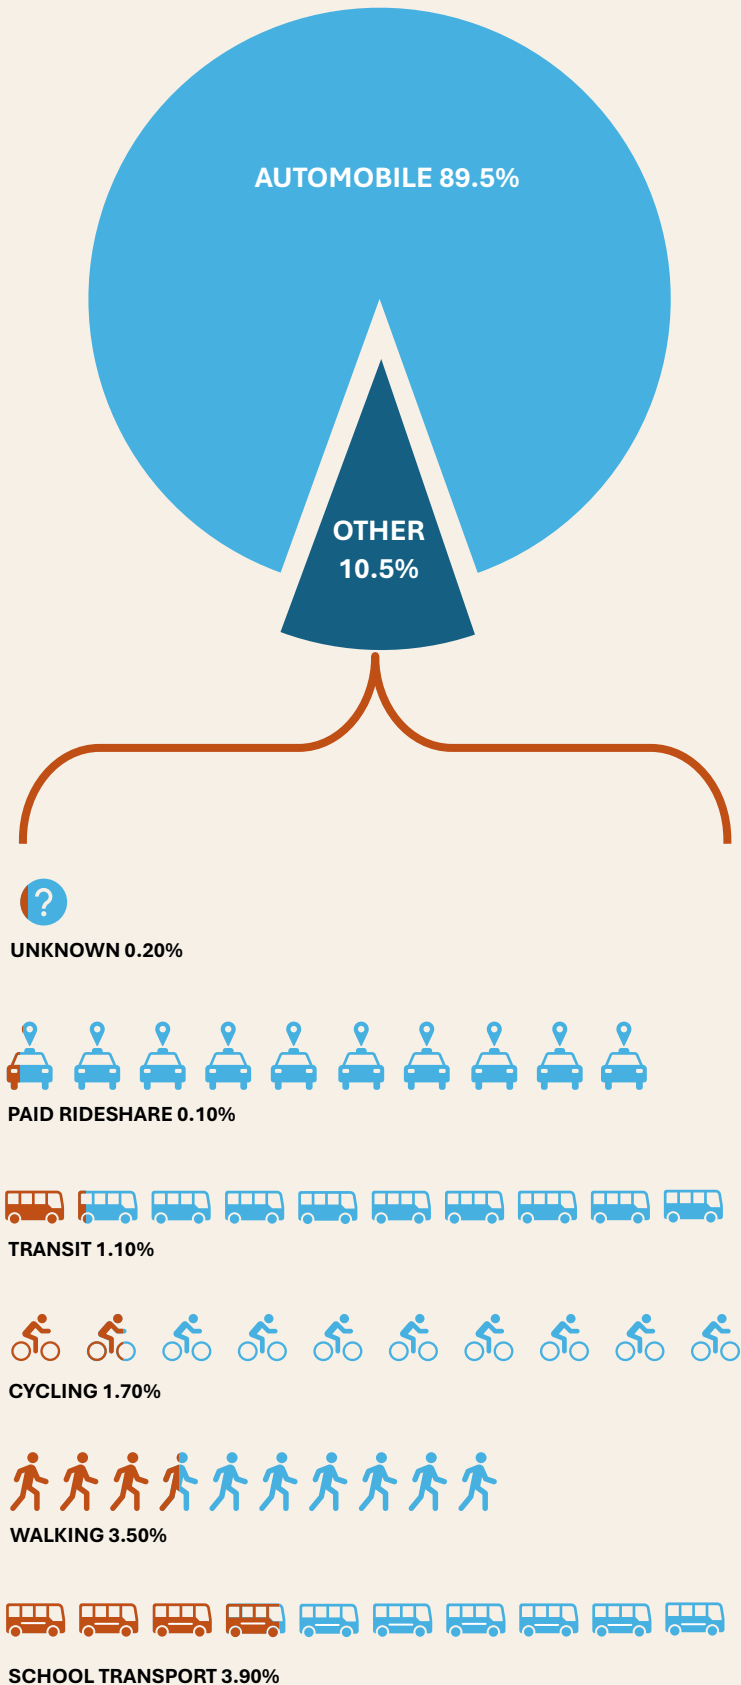 AUTOMOBILE 89.5%
OTHER
10.5%
?
UNKNOWN 0.20%
PAID RIDESHARE 0.10%
TRANSIT 1.10%
CYCLING 1.70%
WALKING 3.50%
SCHOOL TRANSPORT 3.90%